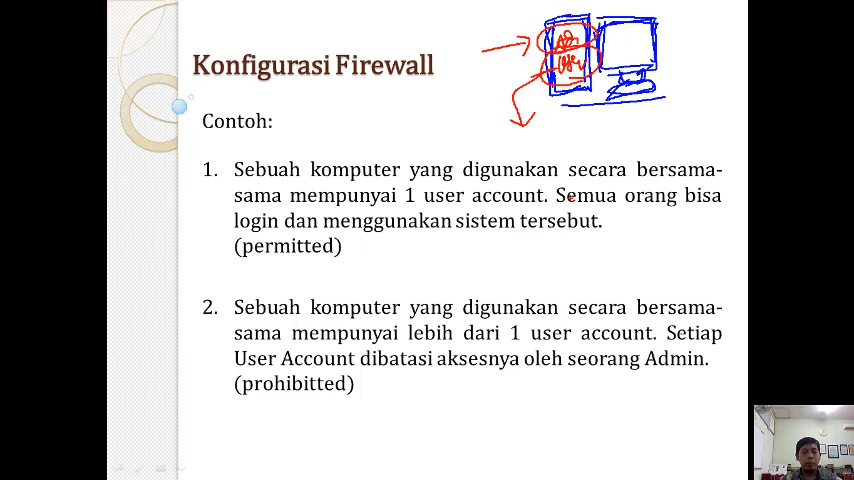 Konfigurasi Firewall
Contoh:
1. Sebuah komputer yang digunakan secara bersama-
sama mempunyai 1 user account. Semua orang bisa
login dan menggunakan sistem tersebut.
(permitted)
2. Sebuah komputer yang digunakan secara bersama-
sama mempunyai lebih dari 1 user account. Setiap
User Account dibatasi aksesnya oleh seorang Admin.
(prohibitted)